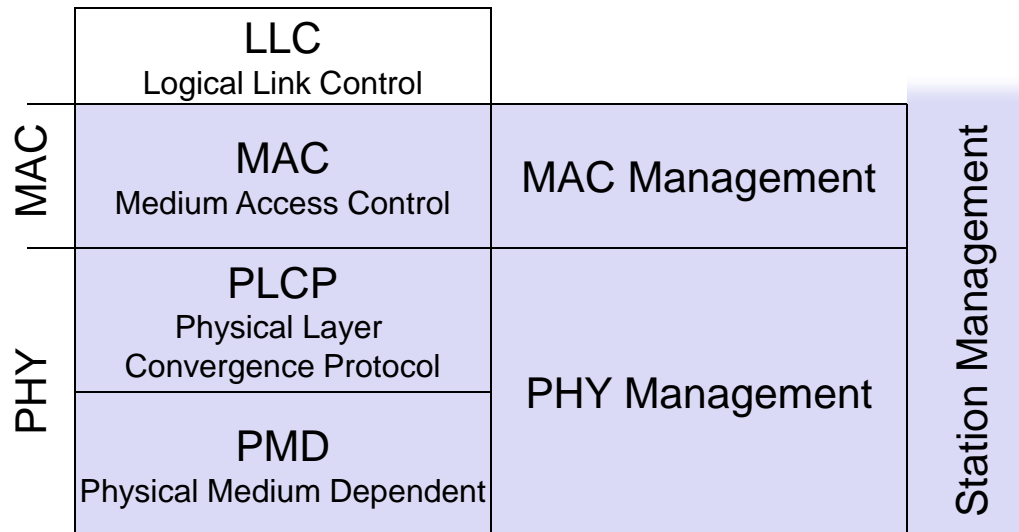 LLC
Logical Link Control
MAC
MAC
Medium Access Control
MAC Management
PHY
PLCP
Physical Layer
Convergence Protocol
PMD
Physical Medium Dependent
PHY Management
Station Management